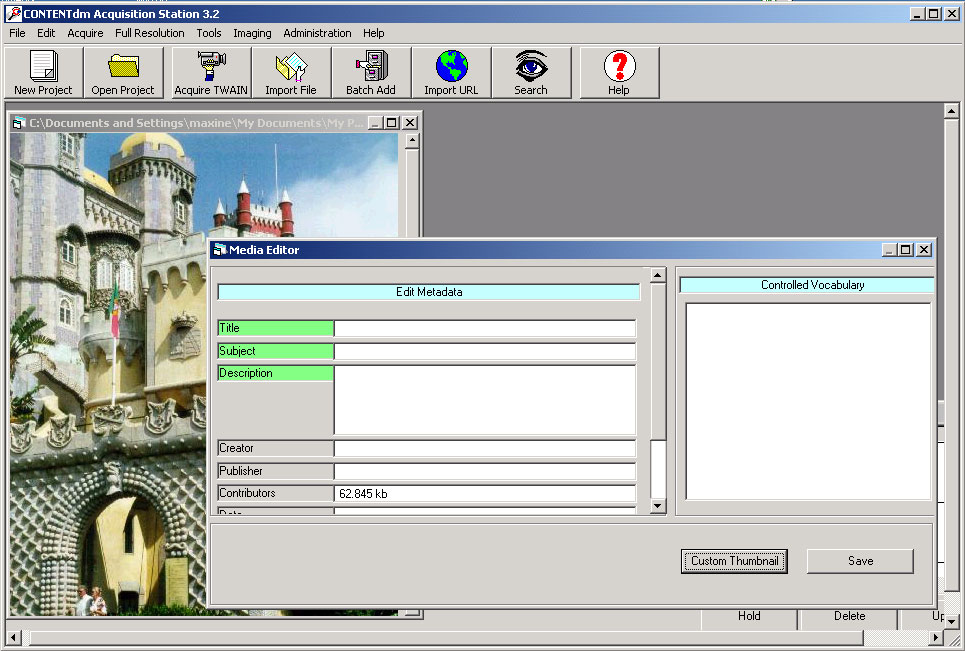 CONTENTdm Acquisition Station 3.2
File Edit Acquire Full Resolution Tools Imaging Administration Help
New Project Open Project Acquire TWAIN Import File Batch Add Import URL Search Help
C:\Documents and Settings\maxine\My Documents\My P...
Media Editor
Edit Metadata
Title
Subject
Description
Creator
Publisher
Contributors 62.845 kb
Date
Controlled Vocabulary
Custom Thumbnail Save
Hold Delete Up